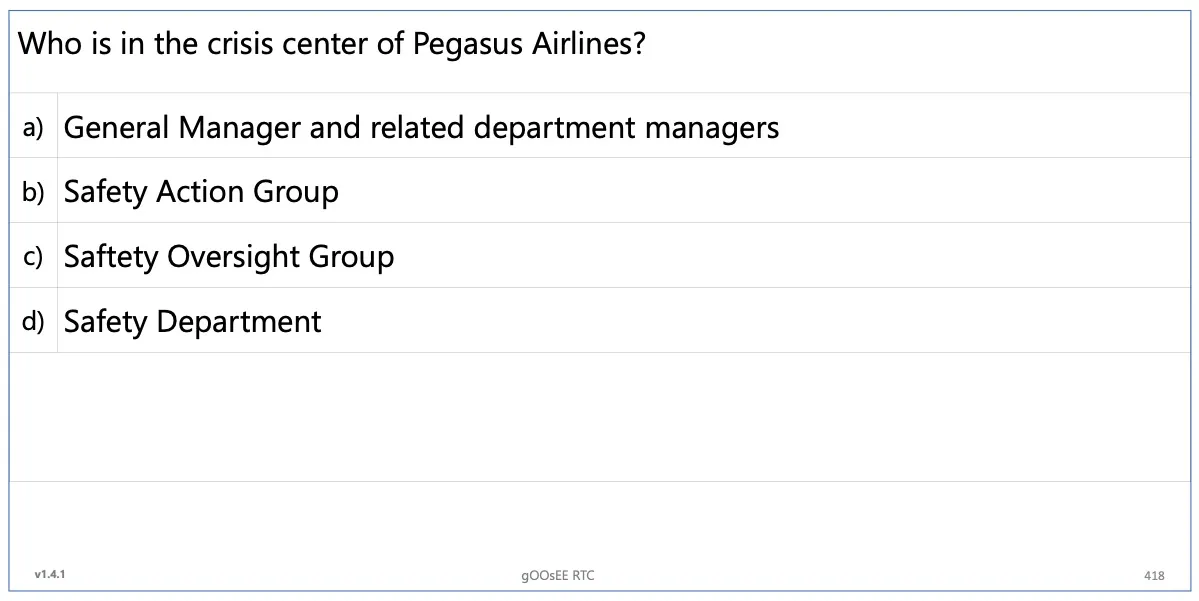 Who is in the crisis center of Pegasus Airlines?
a) General Manager and related department managers
b) Safety Action Group
c) Saftety Oversight Group
d) Safety Department
v1.4.1 gOOsEE RTC 418